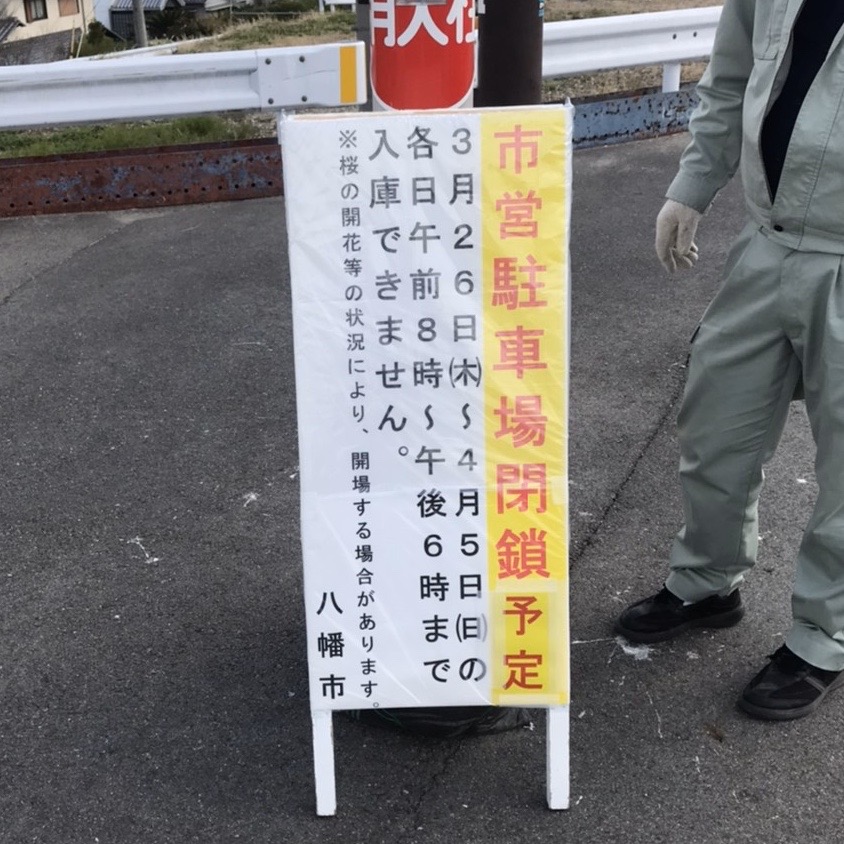 市営駐車場閉鎖予定
3月26日㈭〜4月5日㈰の
各日午前8時〜午後6時まで
入庫できません。
※桜の開花等の状況により、開場する場合があります。
八幡市